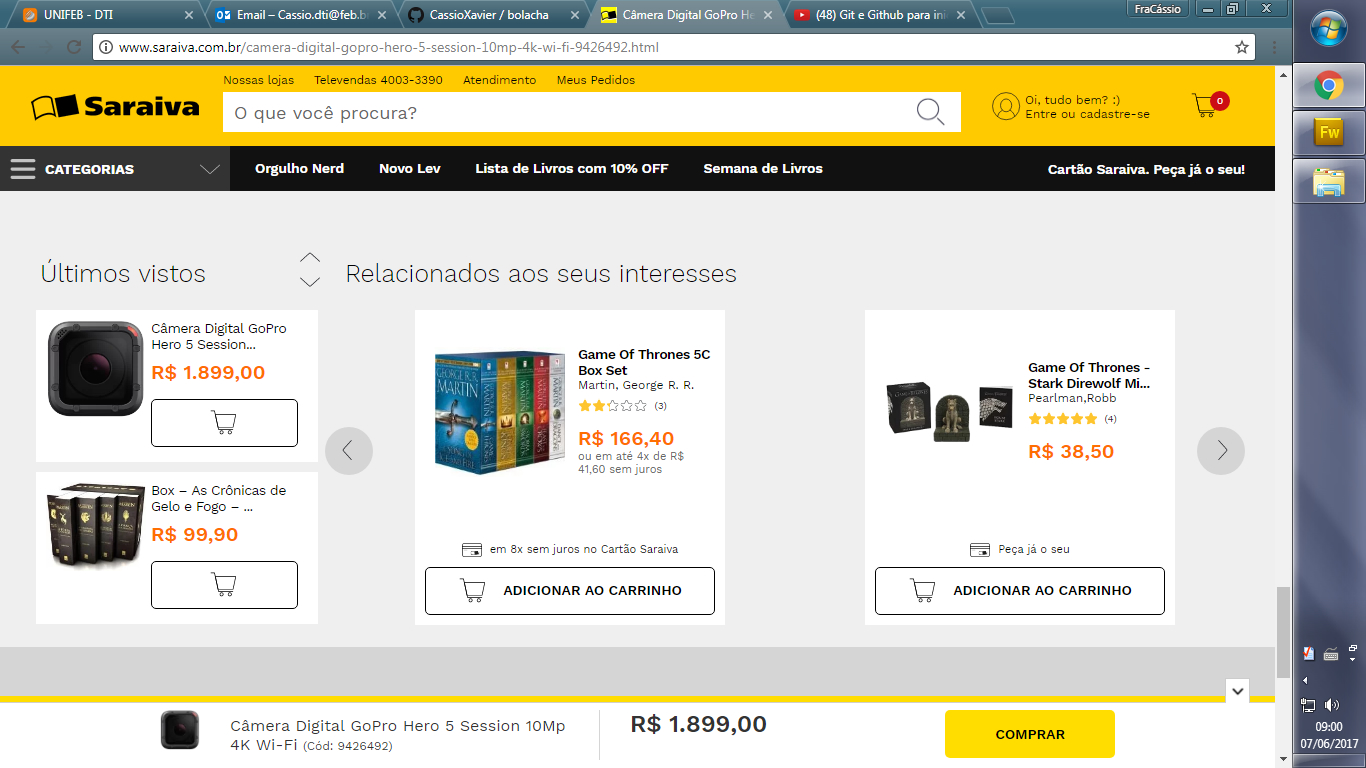 UNIFEB - DTI
Email – Cassio.dti@feb.br
CassioXavier / bolacha
Câmera Digital GoPro He
(48) Git e Github para ini
FraCássio
www.saraiva.com.br/camera-digital-gopro-hero-5-session-10mp-4k-wi-fi-9426492.html
Nossas lojas Televendas 4003-3390 Atendimento Meus Pedidos
Saraiva
O que você procura?
Oi, tudo bem? :)
Entre ou cadastre-se
0
CATEGORIAS
Orgulho Nerd Novo Lev Lista de Livros com 10% OFF Semana de Livros
Cartão Saraiva. Peça já o seu!
Últimos vistos
Câmera Digital GoPro
Hero 5 Session...
R$ 1.899,00
Box – As Crônicas de
Gelo e Fogo – ...
R$ 99,90
Relacionados aos seus interesses
GEORGE R. R.
MARTIN
Game Of Thrones 5C
Box Set
Martin, George R. R.
(3)
R$ 166,40
ou em até 4x de R$
41,60 sem juros
em 8x sem juros no Cartão Saraiva
ADICIONAR AO CARRINHO
Game Of Thrones -
Stark Direwolf Mi...
Pearlman,Robb
(4)
R$ 38,50
Peça já o seu
ADICIONAR AO CARRINHO
Câmera Digital GoPro Hero 5 Session 10Mp
4K Wi-Fi (Cód: 9426492)
R$ 1.899,00
COMPRAR
Fw
09:00
07/06/2017